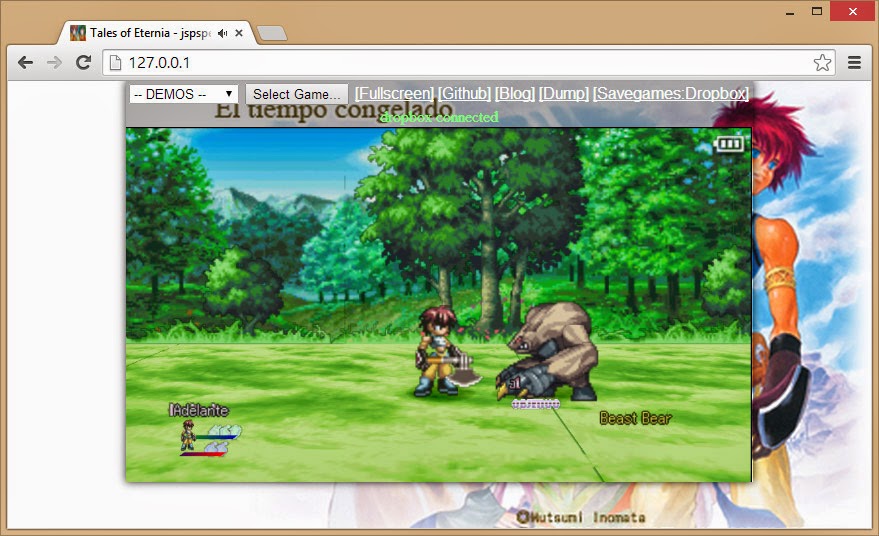 Tales of Eternia - jspspe
127.0.0.1
-- DEMOS -- Select Game... [Fullscreen] [Github] [Blog] [Dump] [Savegames:Dropbox]
El tiempo congelado
dropbox connected
¡Adelante
Beast Bear
©Mutsumi Inomata